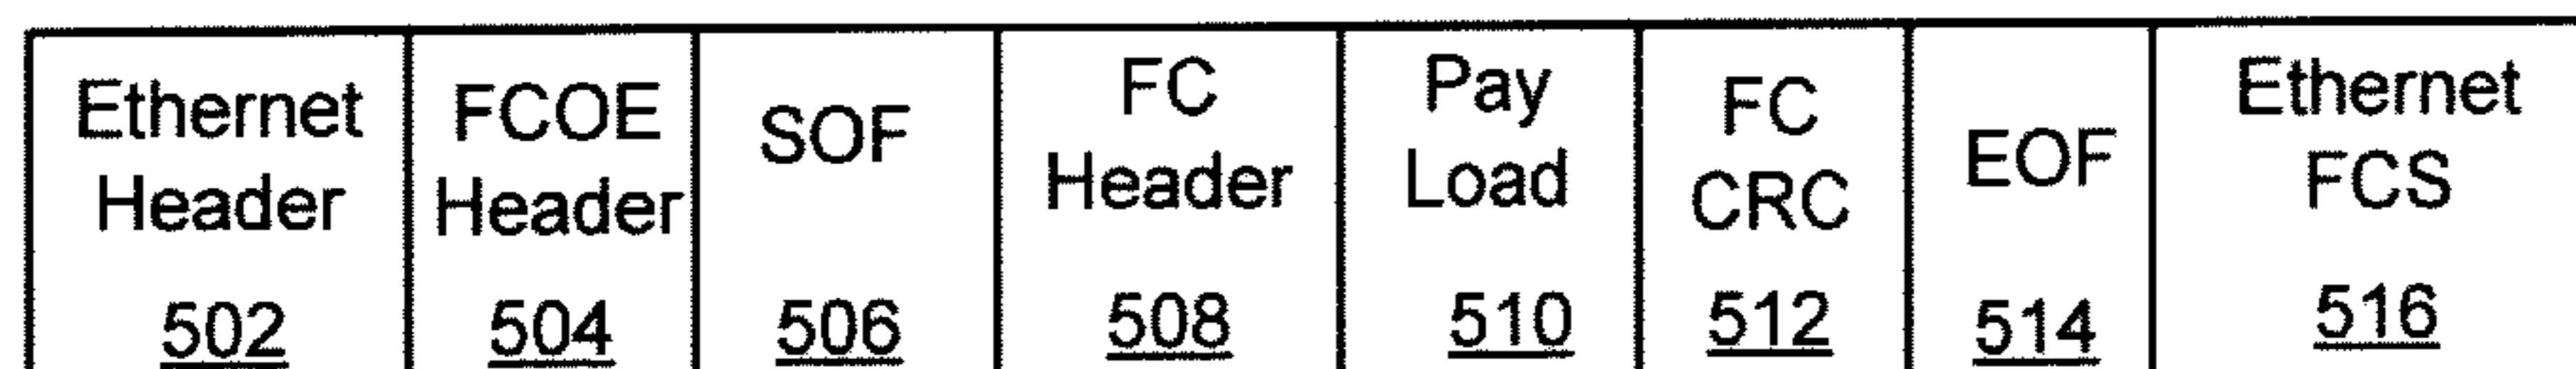 Ethernet
Header
502
FCOE
Header
504
SOF
506
FC
Header
508
Pay
Load
510
FC
CRC
512
EOF
514
Ethernet
FCS
516